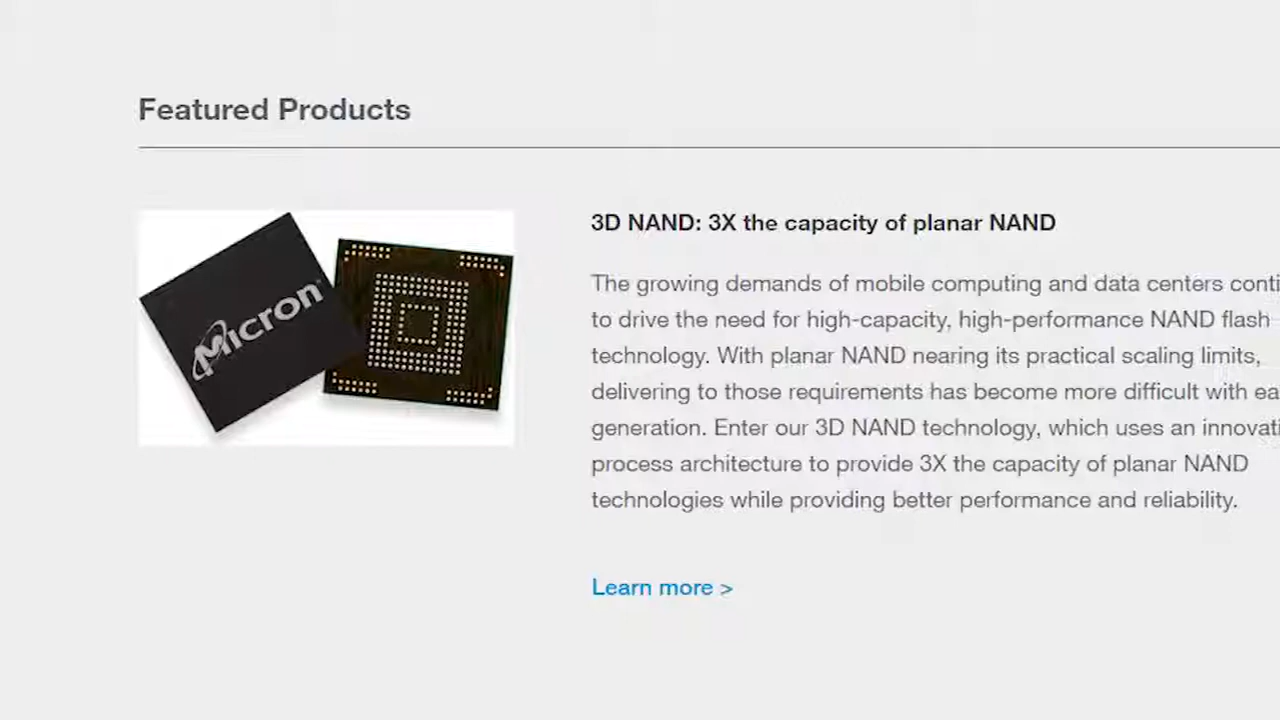 Featured Products
Micron
3D NAND: 3X the capacity of planar NAND
The growing demands of mobile computing and data centers conti
to drive the need for high-capacity, high-performance NAND flash
technology. With planar NAND nearing its practical scaling limits,
delivering to those requirements has become more difficult with ea
generation. Enter our 3D NAND technology, which uses an innovati
process architecture to provide 3X the capacity of planar NAND
technologies while providing better performance and reliability.
Learn more >